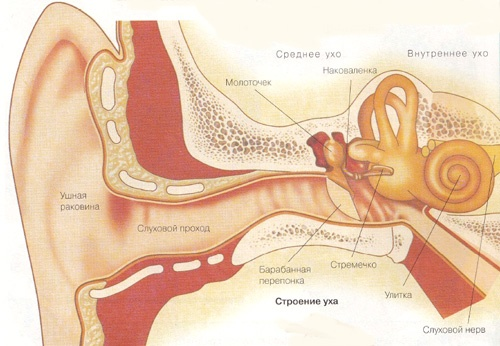 Среднее ухо
Внутреннее ухо
Наковаленка
Молоточек
Ушная
раковина
Слуховой проход
Барабанная
перепонка
Стремечко
Строение уха
Улитка
Слуховой нерв